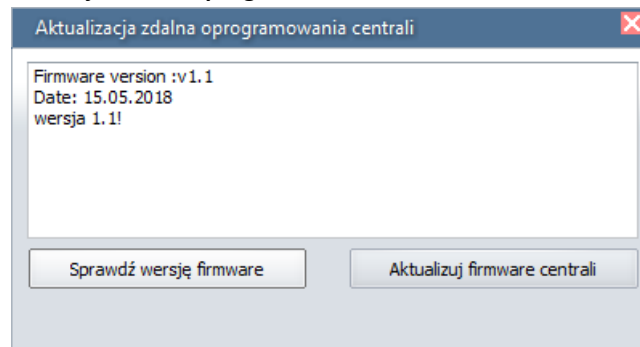 Aktualizacja zdalna oprogramowania centrali
Firmware version :v1.1
Date: 15.05.2018
wersja 1.1!
Sprawdź wersję firmware
Aktualizuj firmware centrali